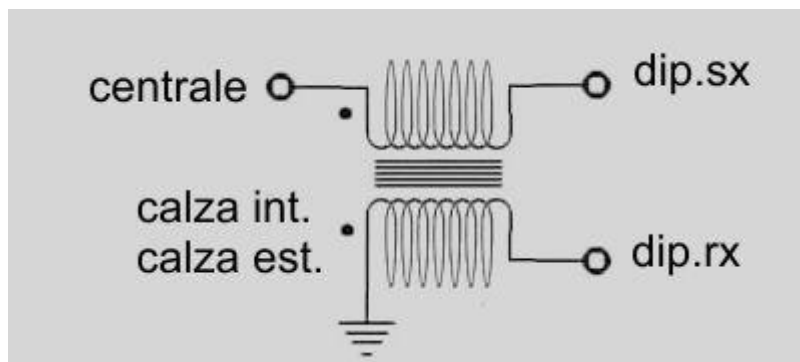 centrale
dip.sx
calza int.
calza est.
dip.rx